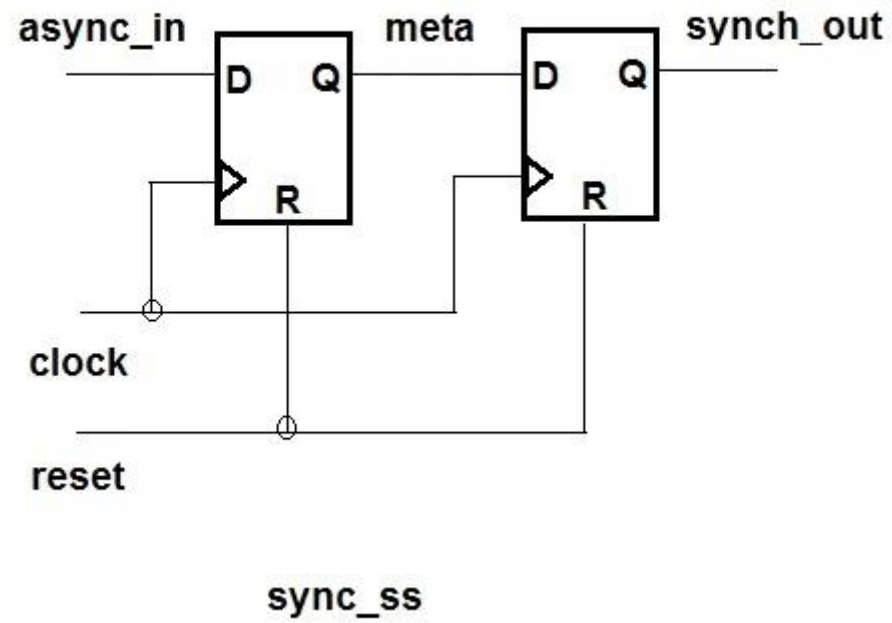 async_in
meta
synch_out
D
Q
R
D
Q
R
clock
reset
sync_ss